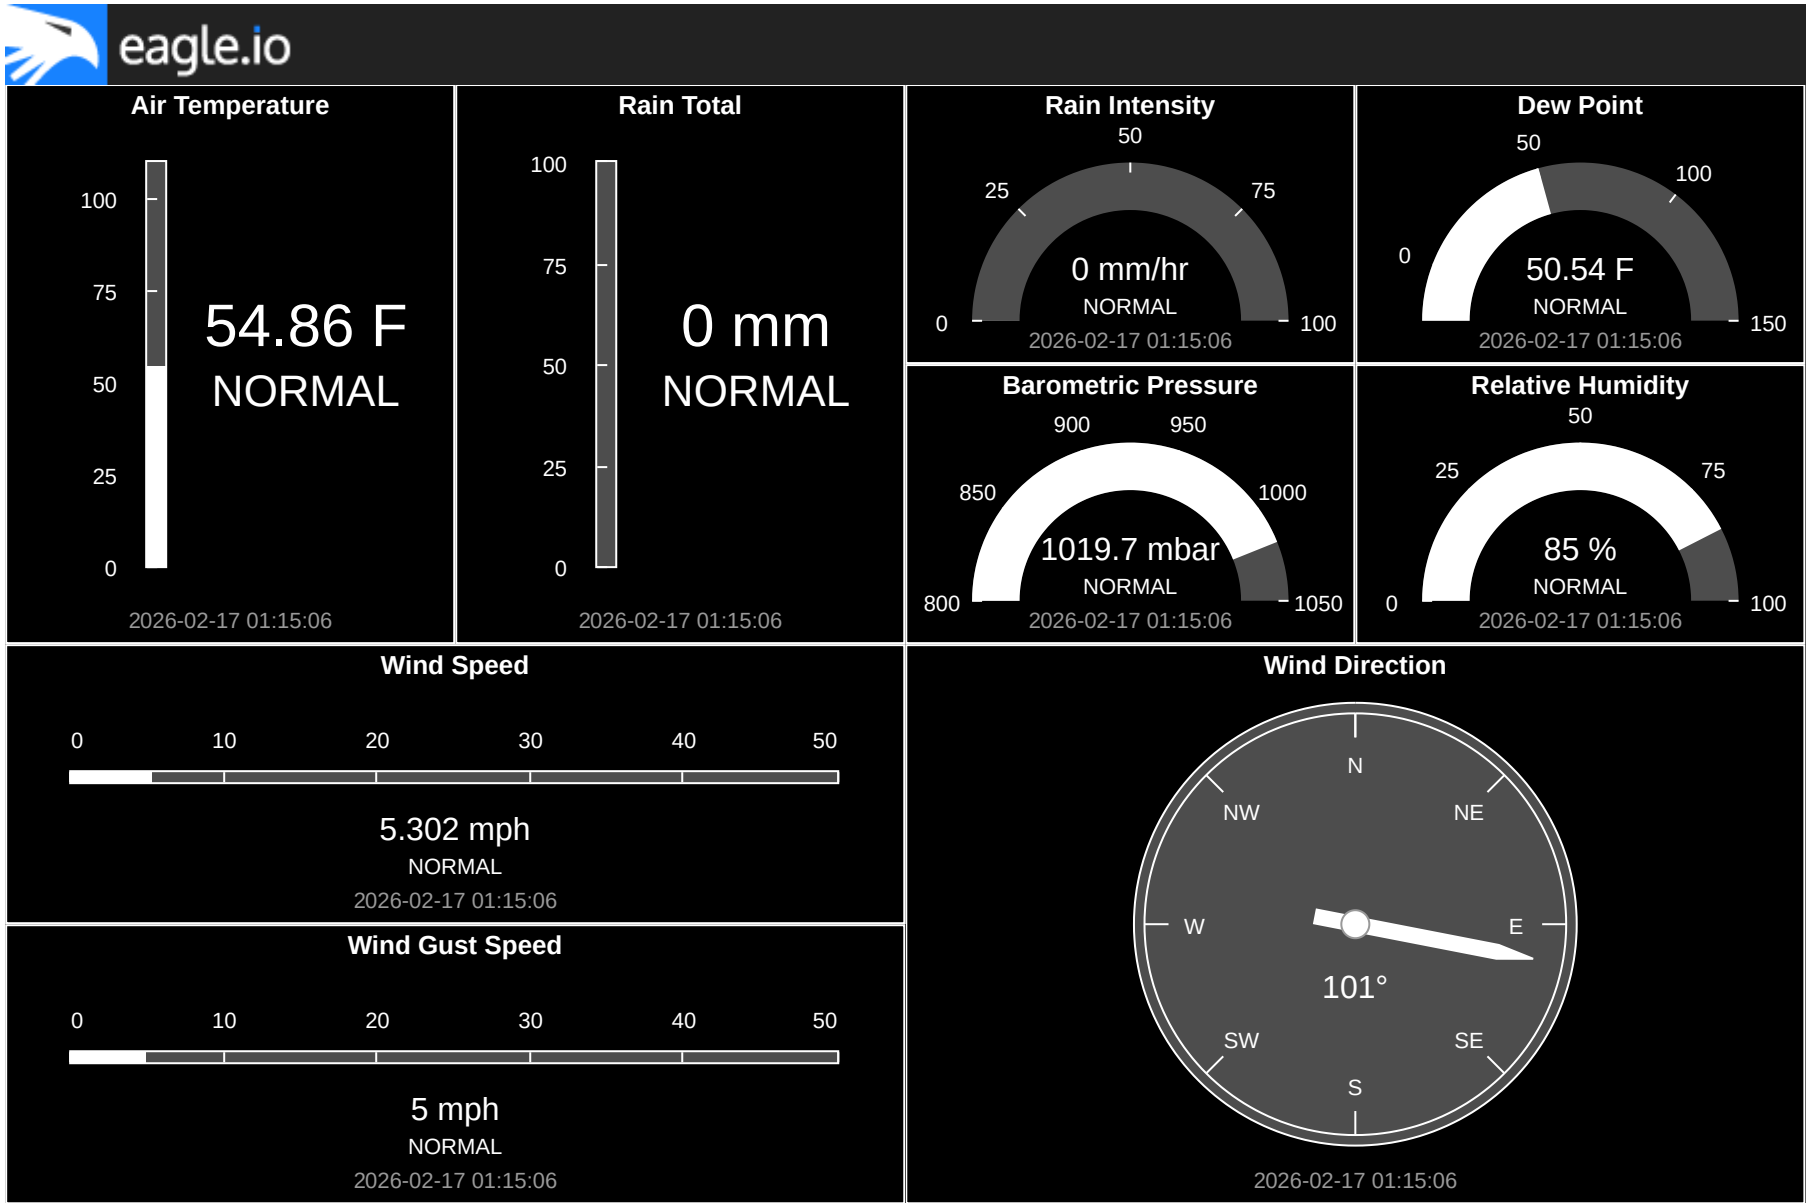 eagle.io
Air Temperature
100
75
50
25
0
54.86 F
NORMAL
2026-02-17 01:15:06
Rain Total
100
75
50
25
0
0 mm
NORMAL
2026-02-17 01:15:06
Rain Intensity
50
25
75
0
100
0 mm/hr
NORMAL
2026-02-17 01:15:06
Dew Point
50
100
0
150
50.54 F
NORMAL
2026-02-17 01:15:06
Barometric Pressure
900
950
850
1000
800
1050
1019.7 mbar
NORMAL
2026-02-17 01:15:06
Relative Humidity
50
25
75
0
100
85 %
NORMAL
2026-02-17 01:15:06
Wind Speed
0 10 20 30 40 50
5.302 mph
NORMAL
2026-02-17 01:15:06
Wind Gust Speed
0 10 20 30 40 50
5 mph
NORMAL
2026-02-17 01:15:06
Wind Direction
N
NW
NE
W
E
101°
SW
SE
S
2026-02-17 01:15:06